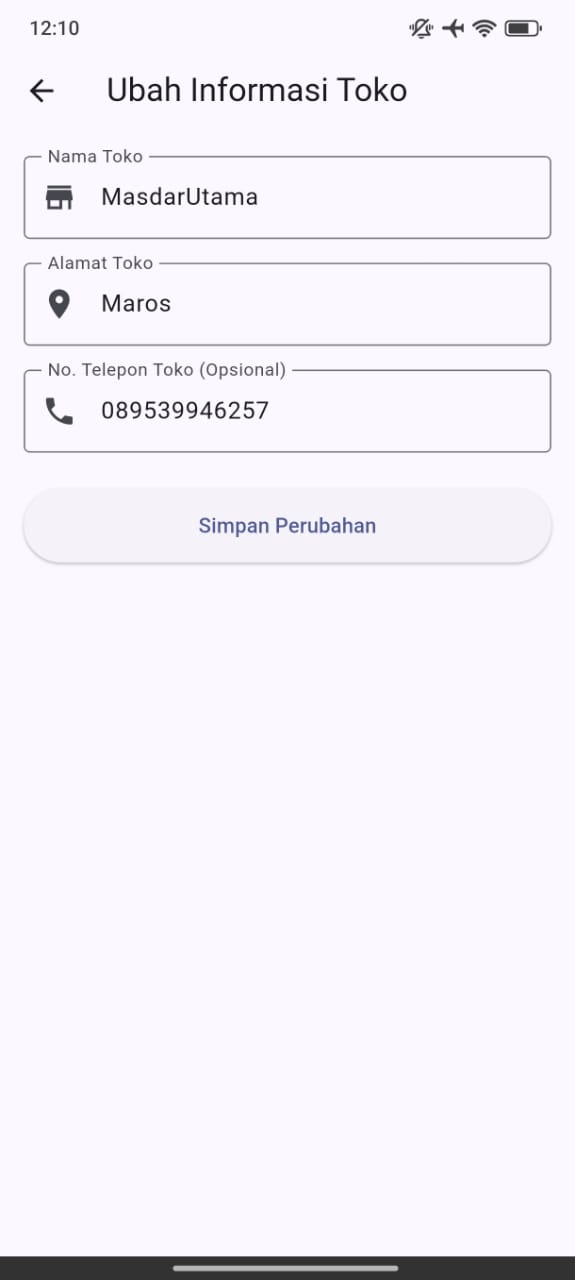 12:10
Ubah Informasi Toko
Nama Toko
MasdarUtama
Alamat Toko
Maros
No. Telepon Toko (Opsional)
089539946257
Simpan Perubahan